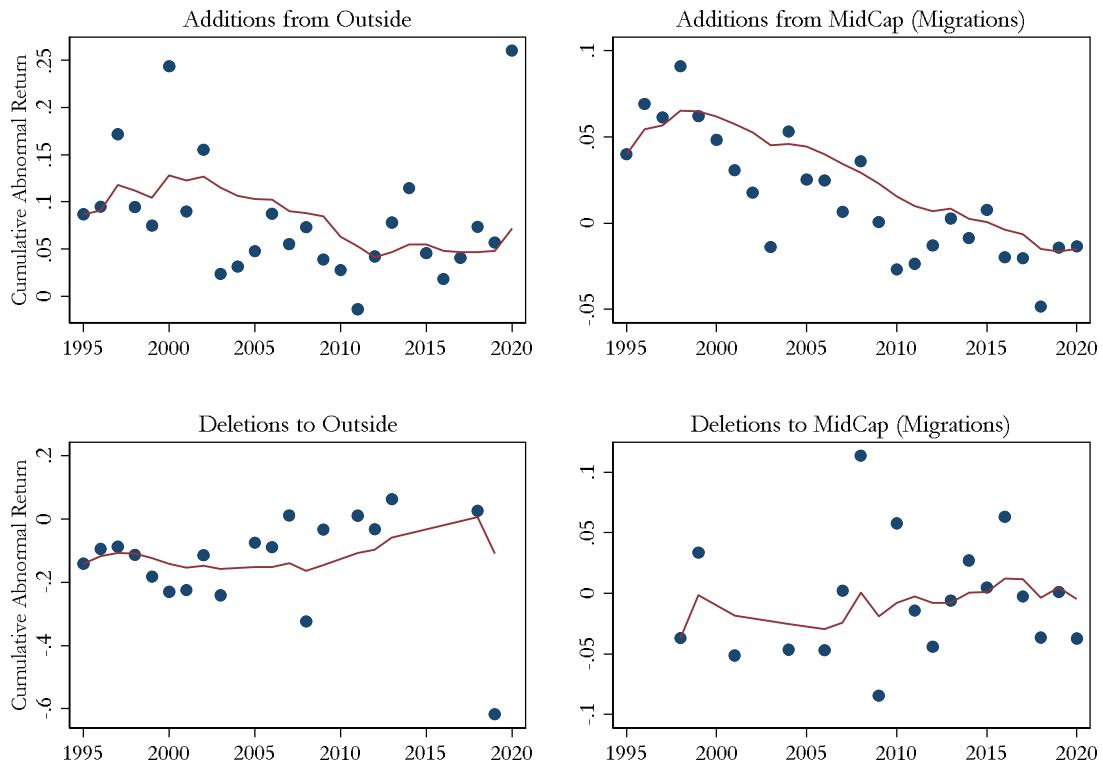 Additions from Outside
Cumulative Abnormal Return
.25
.2
.15
.1
.05
0
1995 2000 2005 2010 2015 2020
Additions from MidCap (Migrations)
.1
.05
0
-.05
1995 2000 2005 2010 2015 2020
Deletions to Outside
Cumulative Abnormal Return
.2
0
-.2
-.4
-.6
1995 2000 2005 2010 2015 2020
Deletions to MidCap (Migrations)
.1
.05
0
-.05
-.1
1995 2000 2005 2010 2015 2020